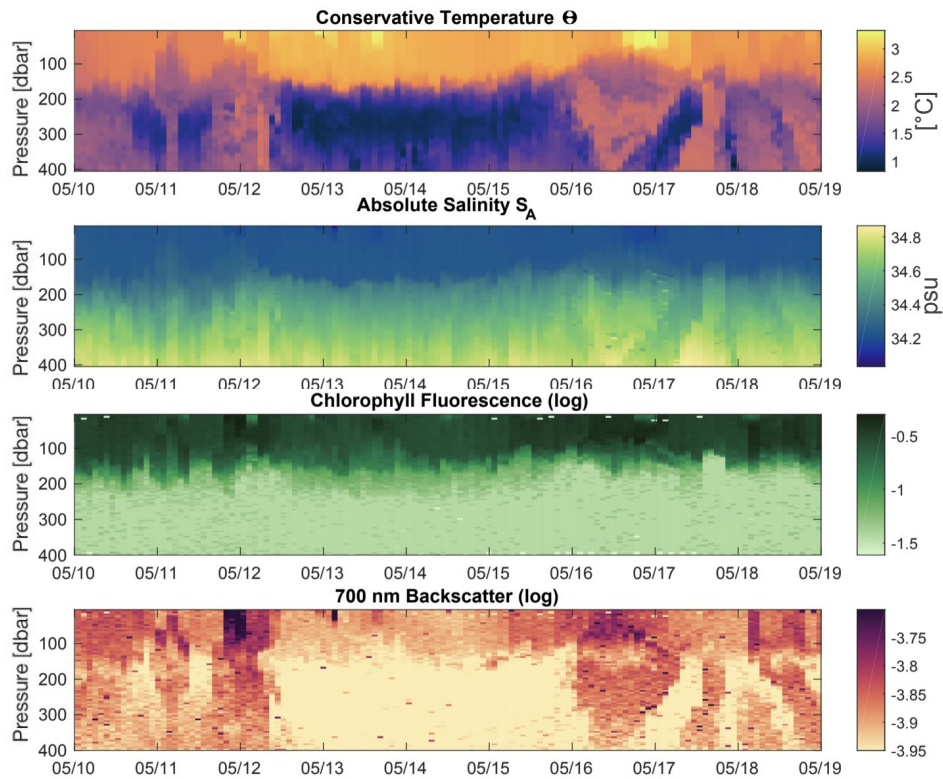 Conservative Temperature Θ
Pressure [dbar]
100
200
300
400
05/10 05/11 05/12 05/13 05/14 05/15 05/16 05/17 05/18 05/19
3
2.5
2
1.5
1
[°C]
Absolute Salinity S_A
Pressure [dbar]
100
200
300
400
05/10 05/11 05/12 05/13 05/14 05/15 05/16 05/17 05/18 05/19
34.8
34.6
34.4
34.2
psu
Chlorophyll Fluorescence (log)
Pressure [dbar]
100
200
300
400
05/10 05/11 05/12 05/13 05/14 05/15 05/16 05/17 05/18 05/19
-0.5
-1
-1.5
700 nm Backscatter (log)
Pressure [dbar]
100
200
300
400
05/10 05/11 05/12 05/13 05/14 05/15 05/16 05/17 05/18 05/19
-3.75
-3.8
-3.85
-3.9
-3.95